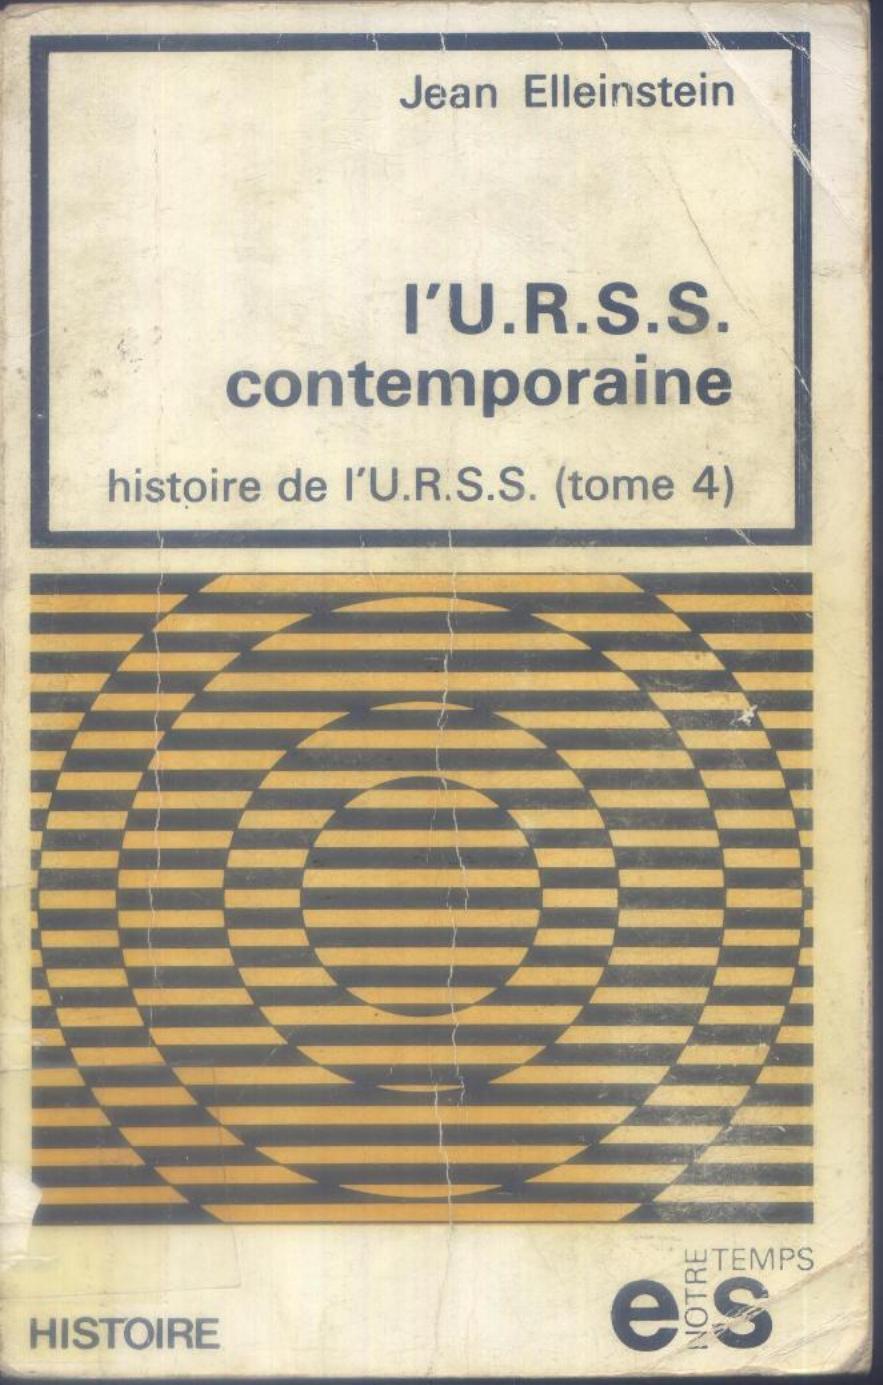 Jean Elleinstein
l'U.R.S.S.
contemporaine
histoire de l'U.R.S.S. (tome 4)
HISTOIRE
NOTRE TEMPS
es